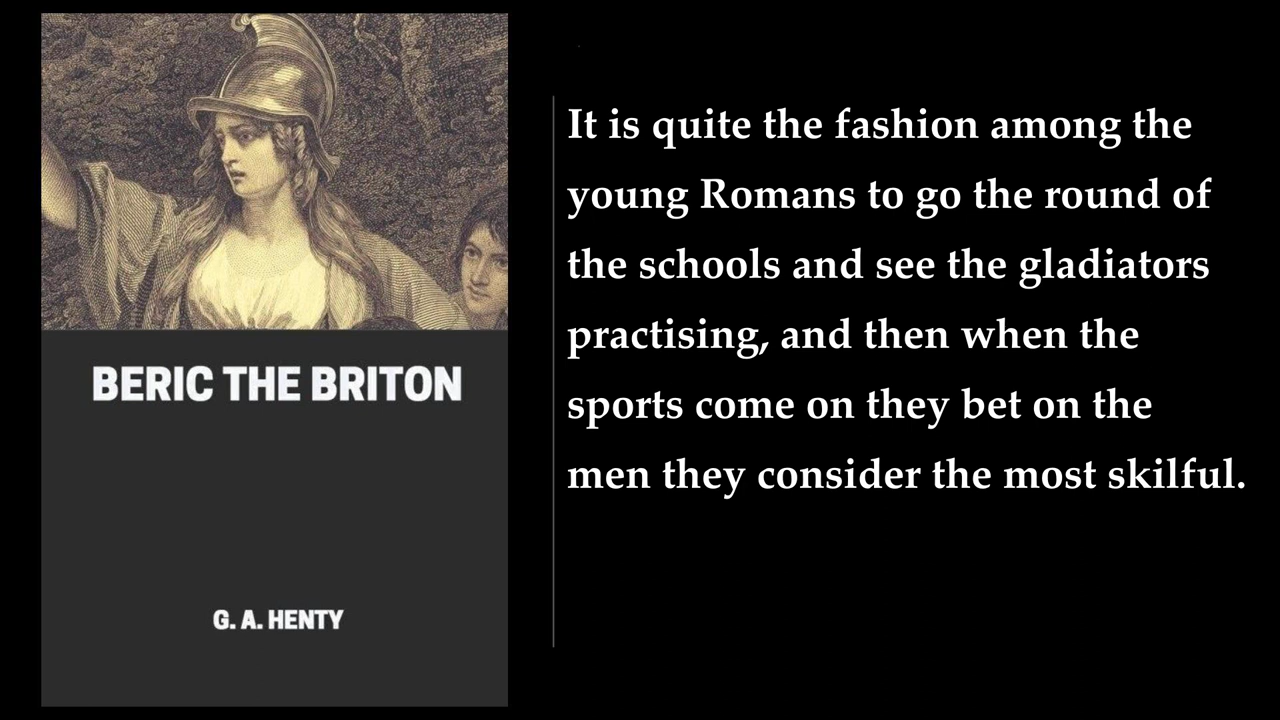 BERIC THE BRITON
G. A. HENTY
It is quite the fashion among the
young Romans to go the round of
the schools and see the gladiators
practising, and then when the
sports come on they bet on the
men they consider the most skilful.